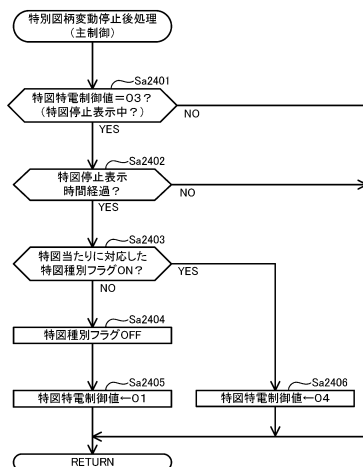 特別図柄変動停止後処理
(主制御)
Sa2401
特図特電制御値=03?
(特図停止表示中?)
NO
YES
Sa2402
特図停止表示
時間経過?
NO
YES
Sa2403
特図当たりに対応した
特図種別フラグON?
YES
NO
Sa2404
特図種別フラグOFF
Sa2405
特図特電制御値←01
Sa2406
特図特電制御値←04
RETURN